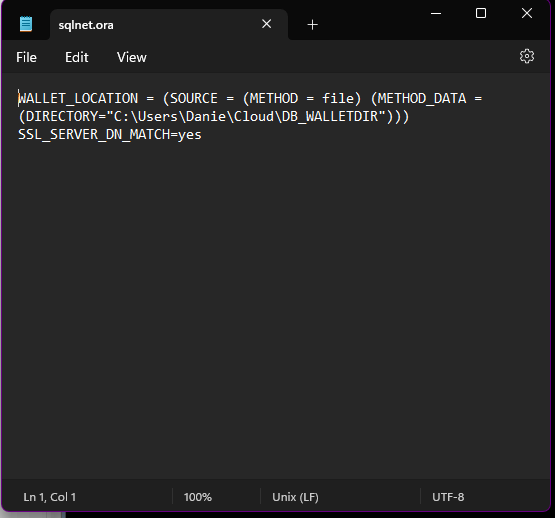 sqlnet.ora
File Edit View
WALLET_LOCATION = (SOURCE = (METHOD = file) (METHOD_DATA =
(DIRECTORY="C:\Users\Danie\Cloud\DB_WALLETDIR")))
SSL_SERVER_DN_MATCH=yes
Ln 1, Col 1 100% Unix (LF) UTF-8